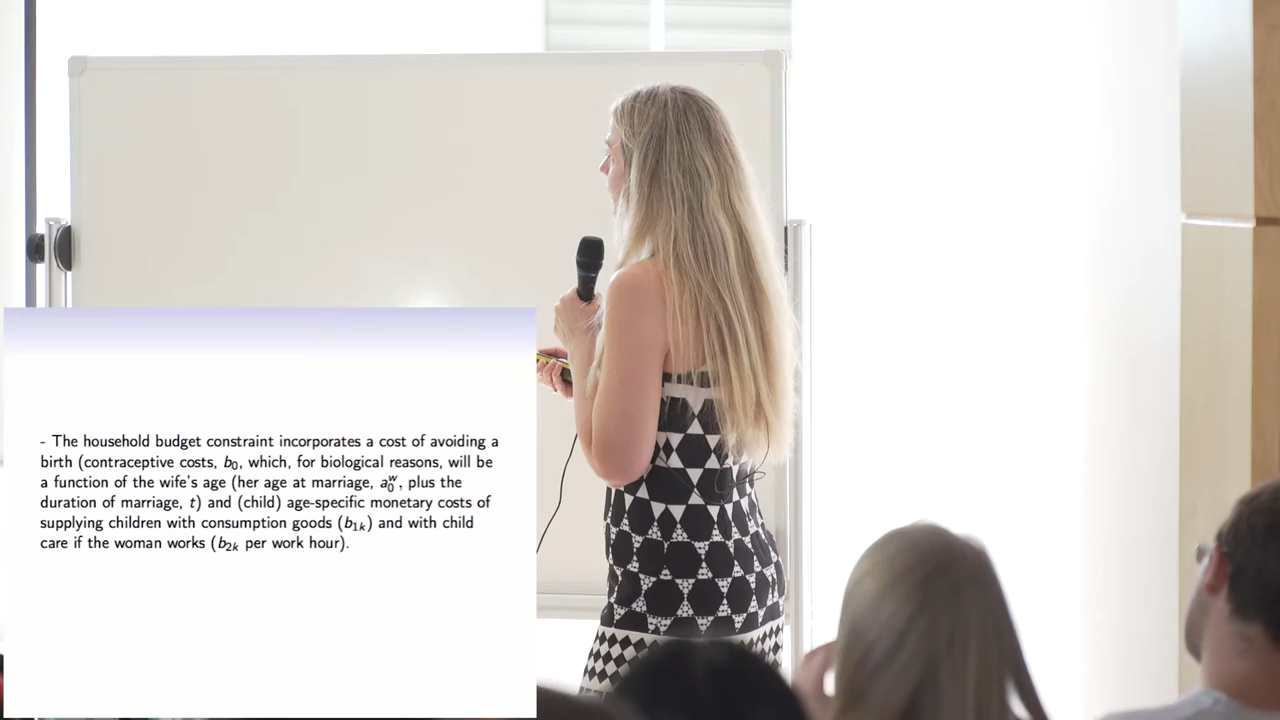 - The household budget constraint incorporates a cost of avoiding a
birth (contraceptive costs, b₀, which, for biological reasons, will be
a function of the wife's age (her age at marriage, a₀ʷ, plus the
duration of marriage, t) and (child) age-specific monetary costs of
supplying children with consumption goods (b₁ₖ) and with child
care if the woman works (b₂ₖ per work hour).